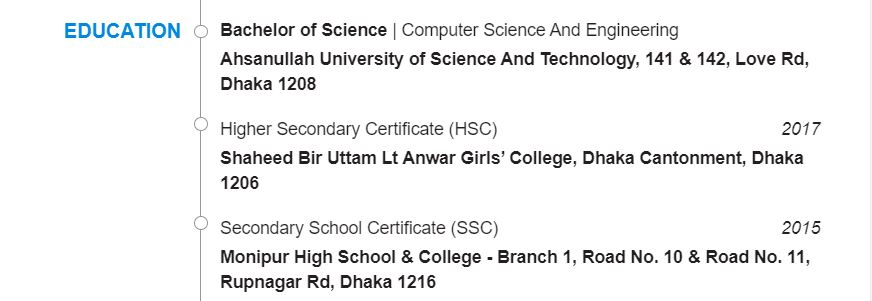 EDUCATION
Bachelor of Science | Computer Science And Engineering
Ahsanullah University of Science And Technology, 141 & 142, Love Rd,
Dhaka 1208
Higher Secondary Certificate (HSC) 2017
Shaheed Bir Uttam Lt Anwar Girls’ College, Dhaka Cantonment, Dhaka
1206
Secondary School Certificate (SSC) 2015
Monipur High School & College - Branch 1, Road No. 10 & Road No. 11,
Rupnagar Rd, Dhaka 1216